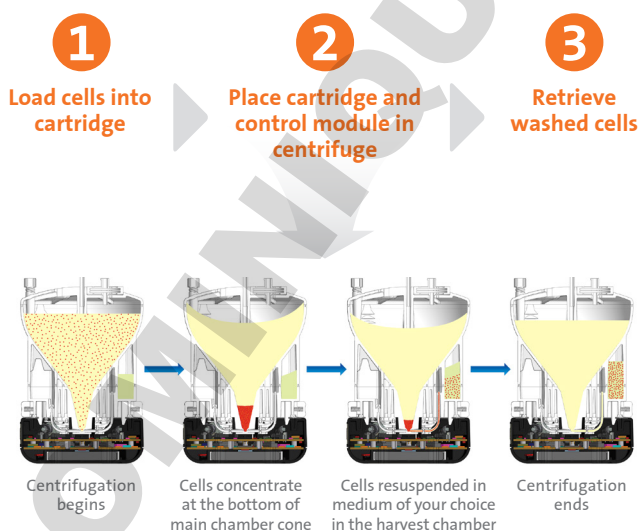 1
Load cells into
cartridge
2
Place cartridge and
control module in
centrifuge
3
Retrieve
washed cells
OMNIQU
Centrifugation
begins
Cells concentrate
at the bottom of
main chamber cone
Cells resuspended in
medium of your choice
in the harvest chamber
Centrifugation
ends